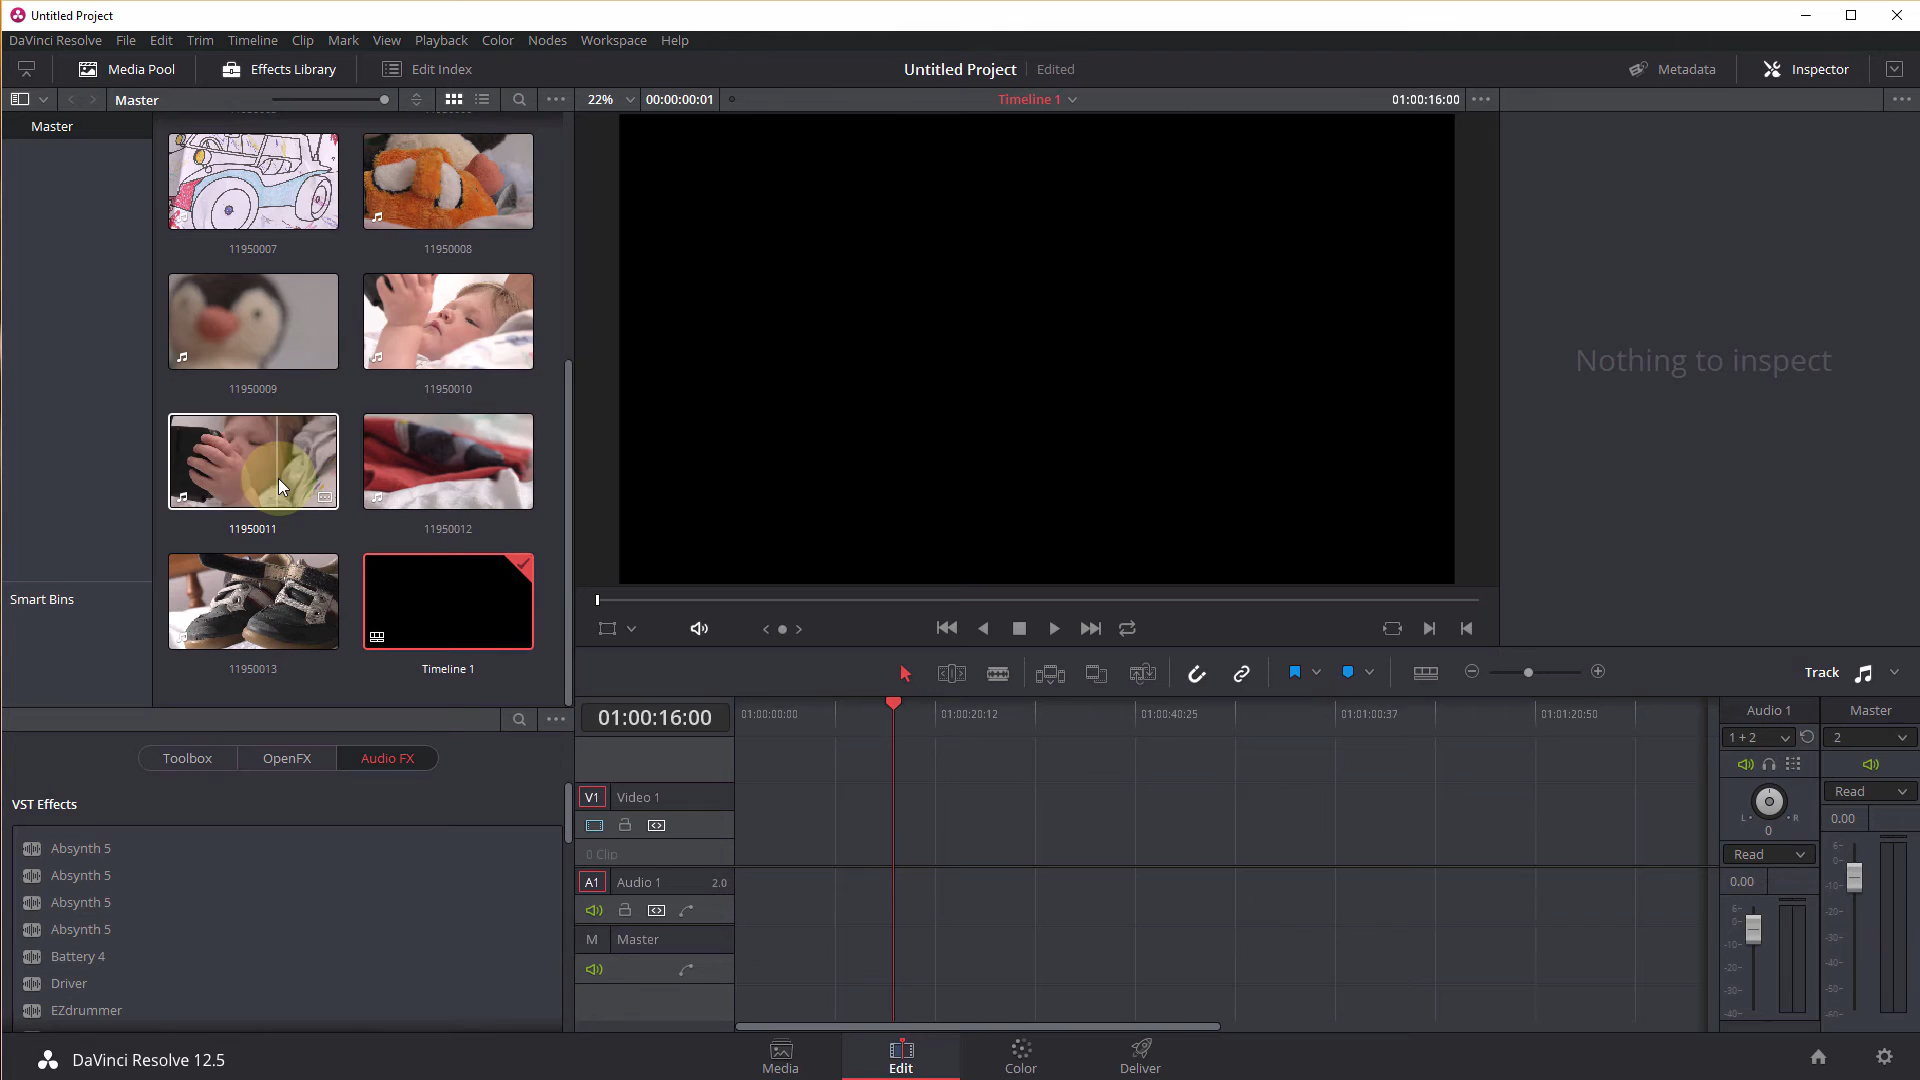 Untitled Project
DaVinci Resolve File Edit Trim Timeline Clip Mark View Playback Color Nodes Workspace Help
Media Pool Effects Library Edit Index Untitled Project Edited Metadata Inspector
Master 22% 00:00:00:01 Timeline 1 01:00:16:00
Master
11950007 11950008
11950009 11950010
Nothing to inspect
11950011 11950012
Smart Bins
11950013 Timeline 1
Track
01:00:16:00 01:00:00:00 01:00:20:12 01:00:40:25 01:01:00:37 01:01:20:50 Audio 1 Master
1 + 2 2
Toolbox OpenFX Audio FX
Read
V1 Video 1
VST Effects
L R
0.00
0
0 Clip
Read
Absynth 5
Absynth 5
A1 Audio 1 2.0
0.00
Absynth 5
Absynth 5
M Master
Battery 4
Driver
EZdrummer
DaVinci Resolve 12.5
Media Edit Color Deliver